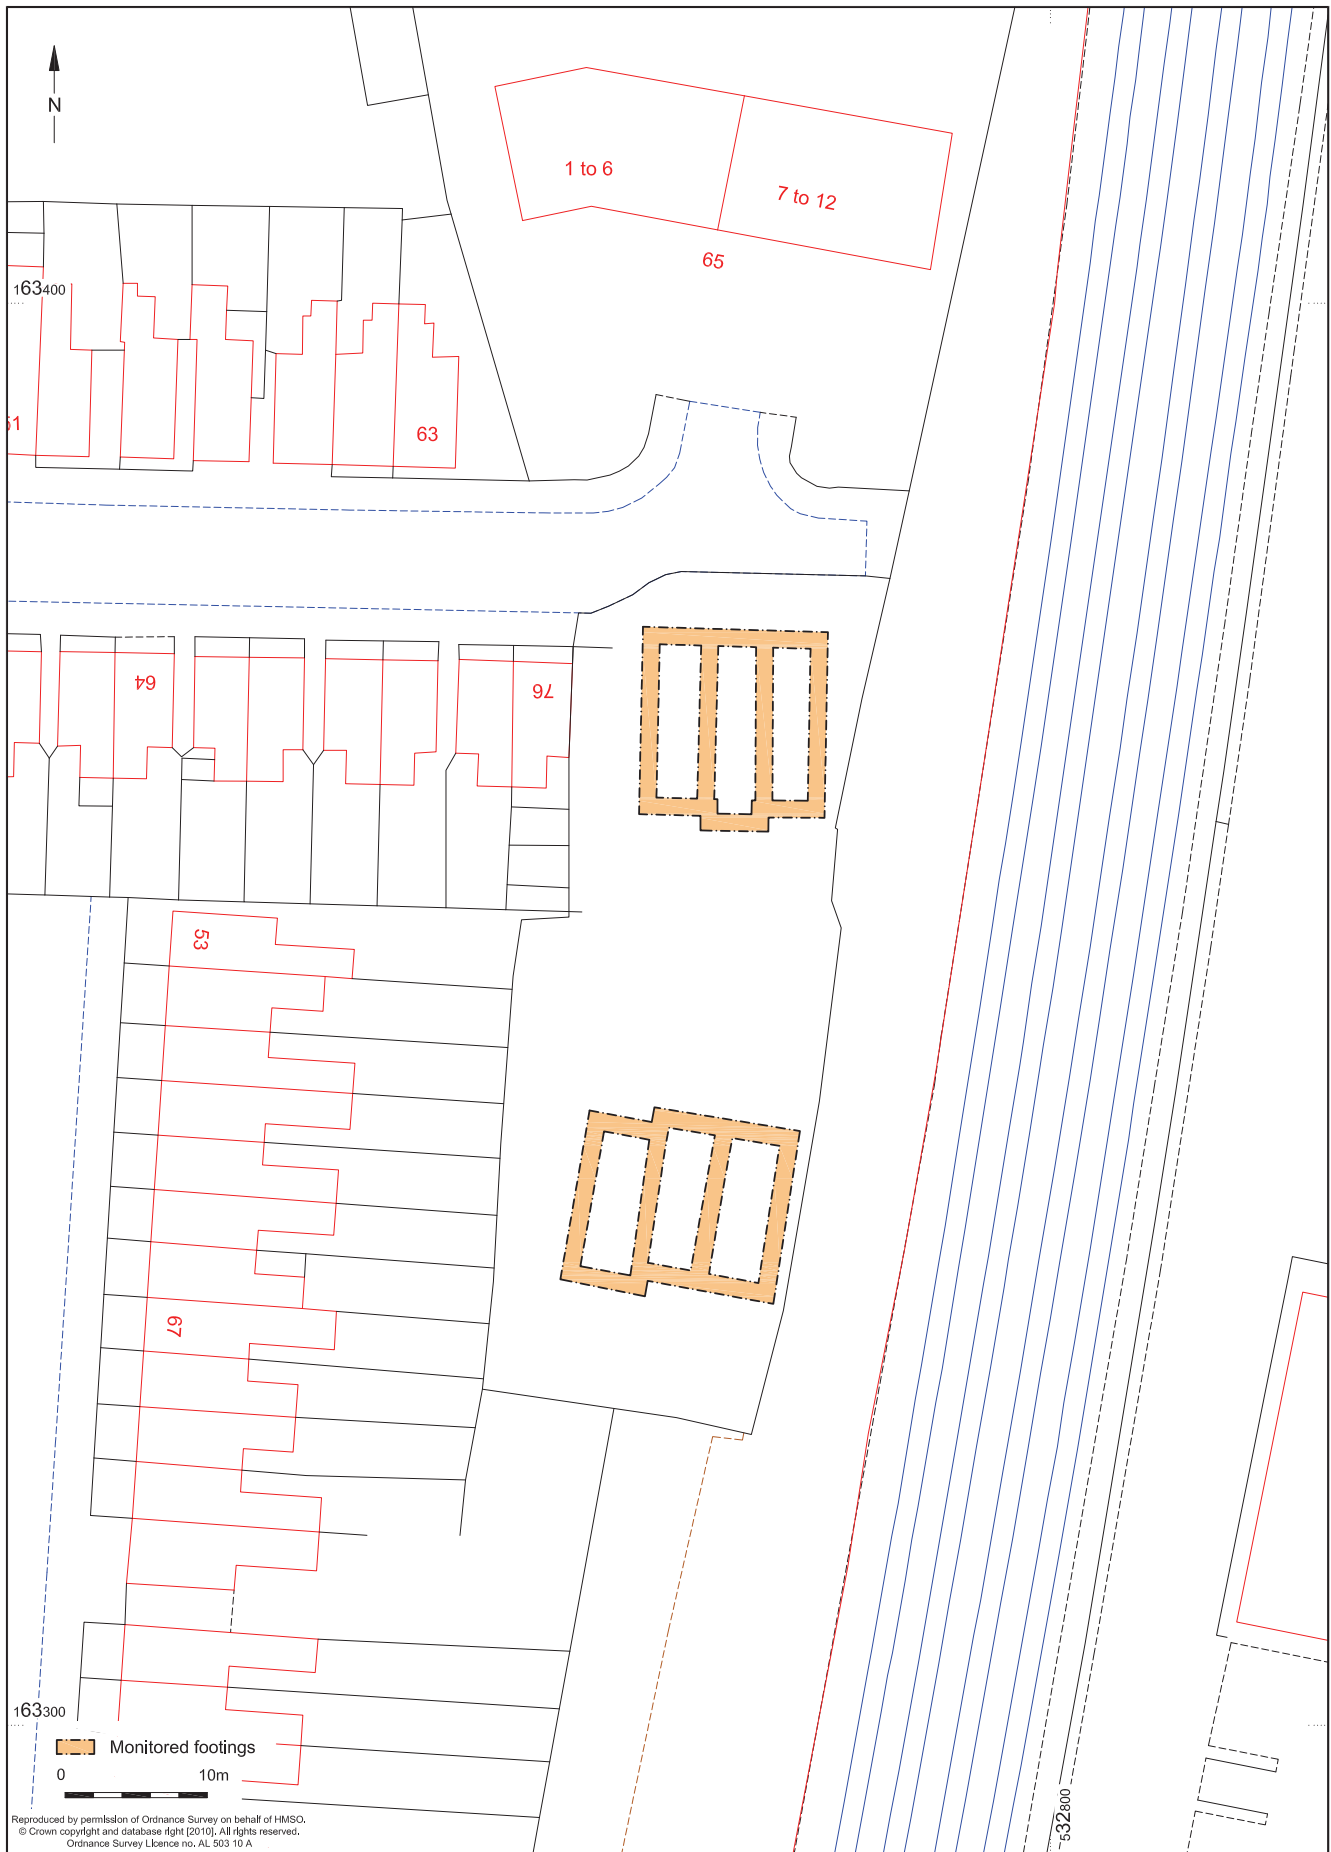 N
1 to 6
7 to 12
65
163400
51
63
64
76
53
67
163300
Monitored footings
0 10m
532800
Reproduced by permission of Ordnance Survey on behalf of HMSO.
© Crown copyright and database right [2010]. All rights reserved.
Ordnance Survey Licence no. AL 503 10 A